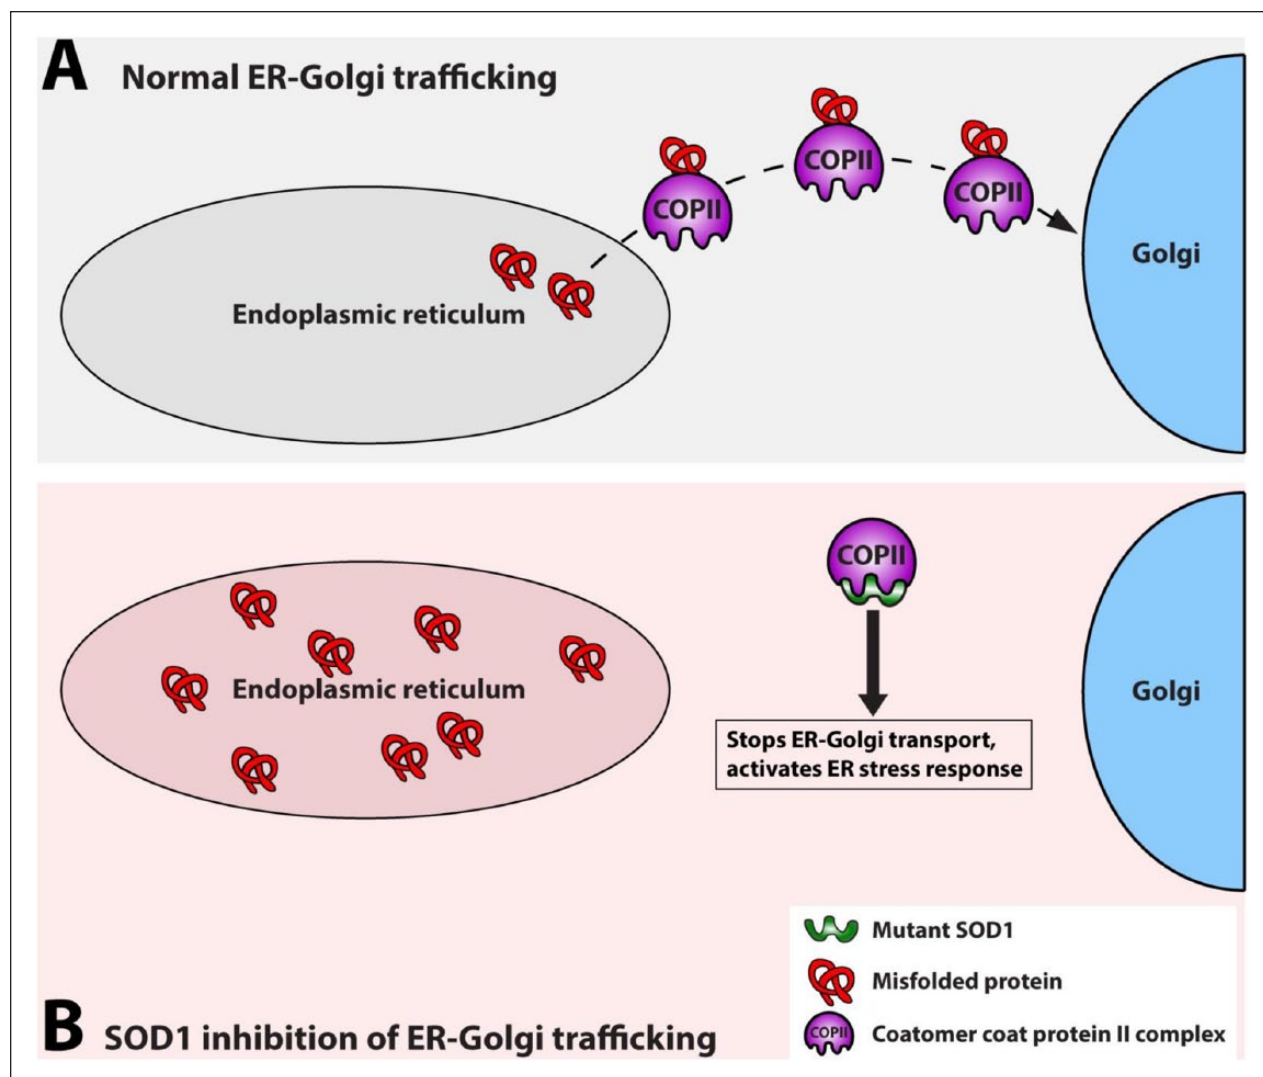 A
Normal ER-Golgi trafficking
COPII
COPII
COPII
Golgi
Endoplasmic reticulum
COPII
Endoplasmic reticulum
Golgi
Stops ER-Golgi transport,
activates ER stress response
Mutant SOD1
Misfolded protein
COPII
Coatomer coat protein II complex
B
SOD1 inhibition of ER-Golgi trafficking